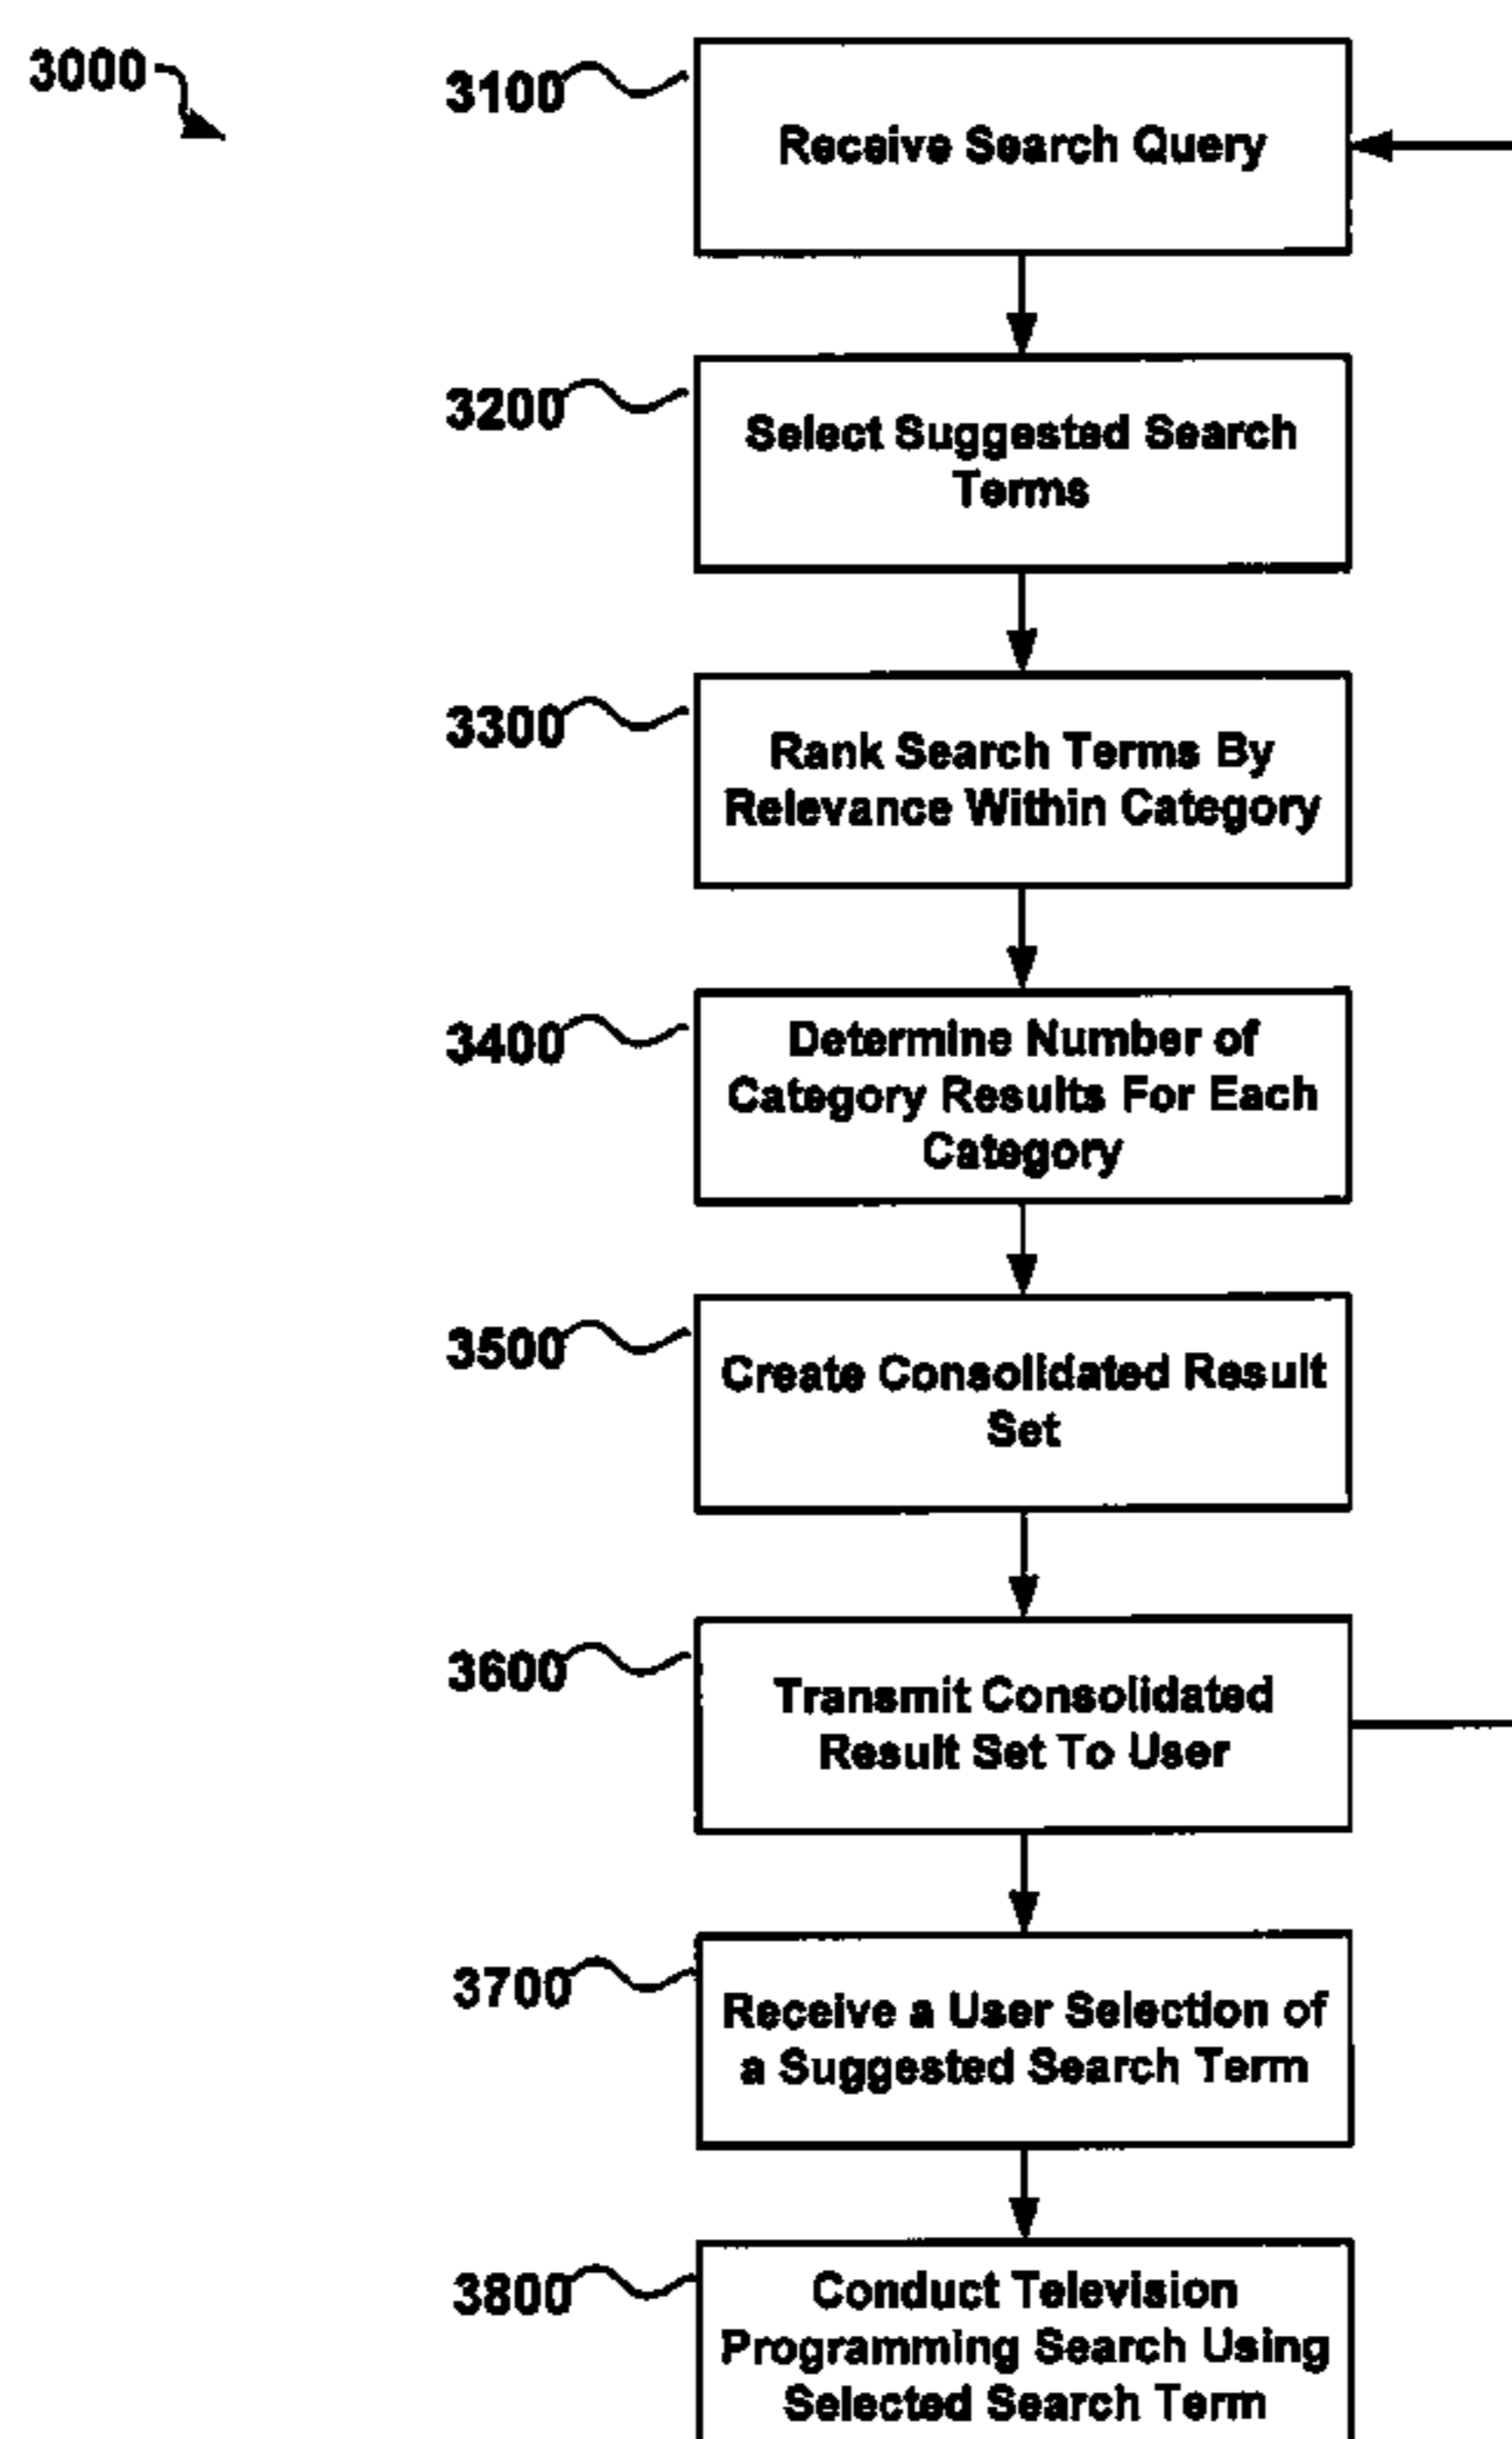 3000
3100
Receive Search Query
3200
Select Suggested Search
Terms
3300
Rank Search Terms By
Relevance Within Category
3400
Determine Number of
Category Results For Each
Category
3500
Create Consolidated Result
Set
3600
Transmit Consolidated
Result Set To User
3700
Receive a User Selection of
a Suggested Search Term
3800
Conduct Television
Programming Search Using
Selected Search Term